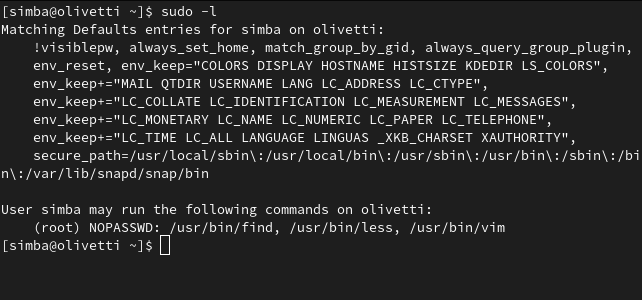 [simba@olivetti ~]$ sudo -l
Matching Defaults entries for simba on olivetti:
    !visiblepw, always_set_home, match_group_by_gid, always_query_group_plugin,
    env_reset, env_keep="COLORS DISPLAY HOSTNAME HISTSIZE KDEDIR LS_COLORS",
    env_keep+="MAIL QTDIR USERNAME LANG LC_ADDRESS LC_CTYPE",
    env_keep+="LC_COLLATE LC_IDENTIFICATION LC_MEASUREMENT LC_MESSAGES",
    env_keep+="LC_MONETARY LC_NAME LC_NUMERIC LC_PAPER LC_TELEPHONE",
    env_keep+="LC_TIME LC_ALL LANGUAGE LINGUAS _XKB_CHARSET XAUTHORITY",
    secure_path=/usr/local/sbin\:/usr/local/bin\:/usr/sbin\:/usr/bin\:/sbin\:/bi
n\:/var/lib/snapd/snap/bin

User simba may run the following commands on olivetti:
    (root) NOPASSWD: /usr/bin/find, /usr/bin/less, /usr/bin/vim
[simba@olivetti ~]$